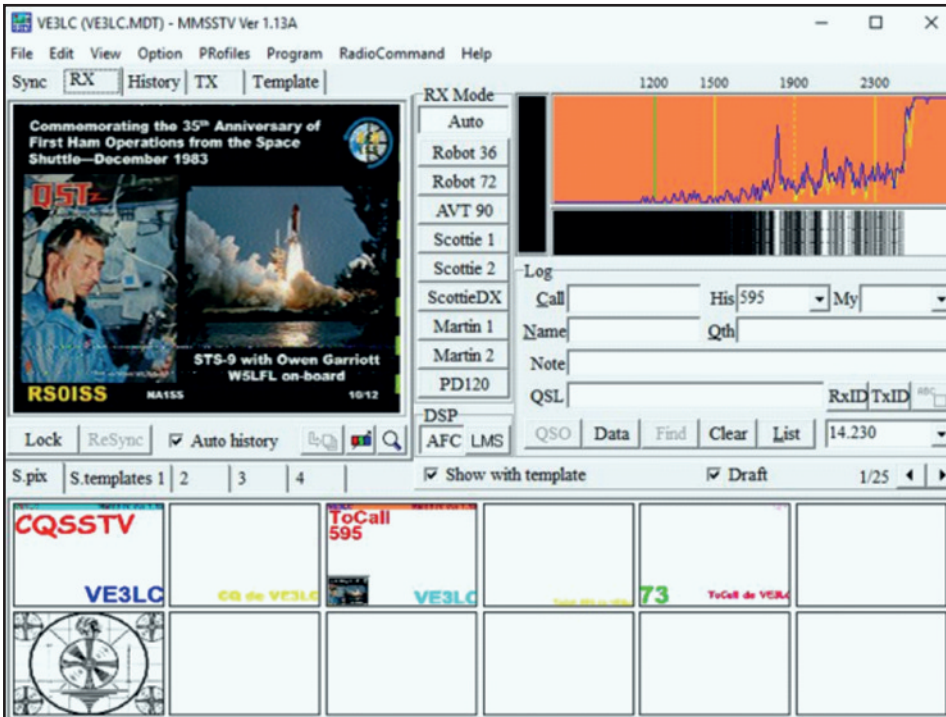 VE3LC (VE3LC.MDT) - MMSSTV Ver 1.13A
File Edit View Option PRofiles Program RadioCommand Help
Sync RX History TX Template
Commemorating the 35th Anniversary of
First Ham Operations from the Space
Shuttle—December 1983
QST
STS-9 with Owen Garriott
W5LFL on-board
RS0ISS NA1SS 10/12
RX Mode
Auto
Robot 36
Robot 72
AVT 90
Scottie 1
Scottie 2
ScottieDX
Martin 1
Martin 2
PD120
DSP
AFC LMS
1200 1500 1900 2300
Log
Call His 595 My
Name Qth
Note
QSL RxID TxID ABC
QSO Data Find Clear List 14.230
Lock ReSync Auto history
S.pix S.templates 1 2 3 4
Show with template Draft 1/25
CQSSTV
VE3LC
CQ de VE3LC
ToCall
595
VE3LC
73 ToCall de VE3LC